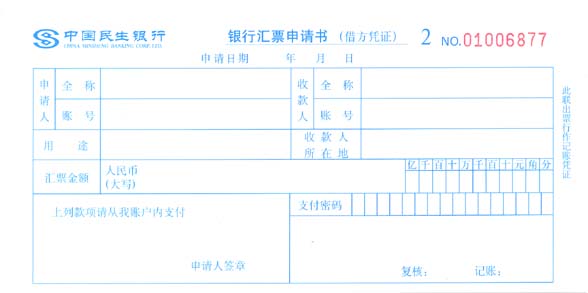 中国民生银行 银行汇票申请书 (借方凭证) 2 NO.01006877
CHINA MINSHENG BANKING CORP.,LTD.
申请日期 年 月 日
申请人 全称 收款人 全称
账号 账号
用途 收款人所在地
汇票金额 人民币(大写) 亿千百十万千百十元角分
上列款项请从我账户内支付 支付密码
申请人签章
复核: 记账:
此联出票行作记账凭证